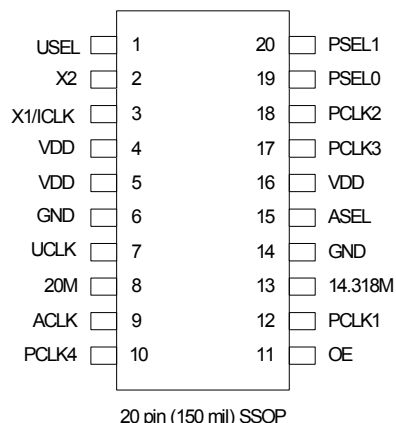 USEL 1 20 PSEL1
X2 2 19 PSEL0
X1/ICLK 3 18 PCLK2
VDD 4 17 PCLK3
VDD 5 16 VDD
GND 6 15 ASEL
UCLK 7 14 GND
20M 8 13 14.318M
ACLK 9 12 PCLK1
PCLK4 10 11 OE
20 pin (150 mil) SSOP